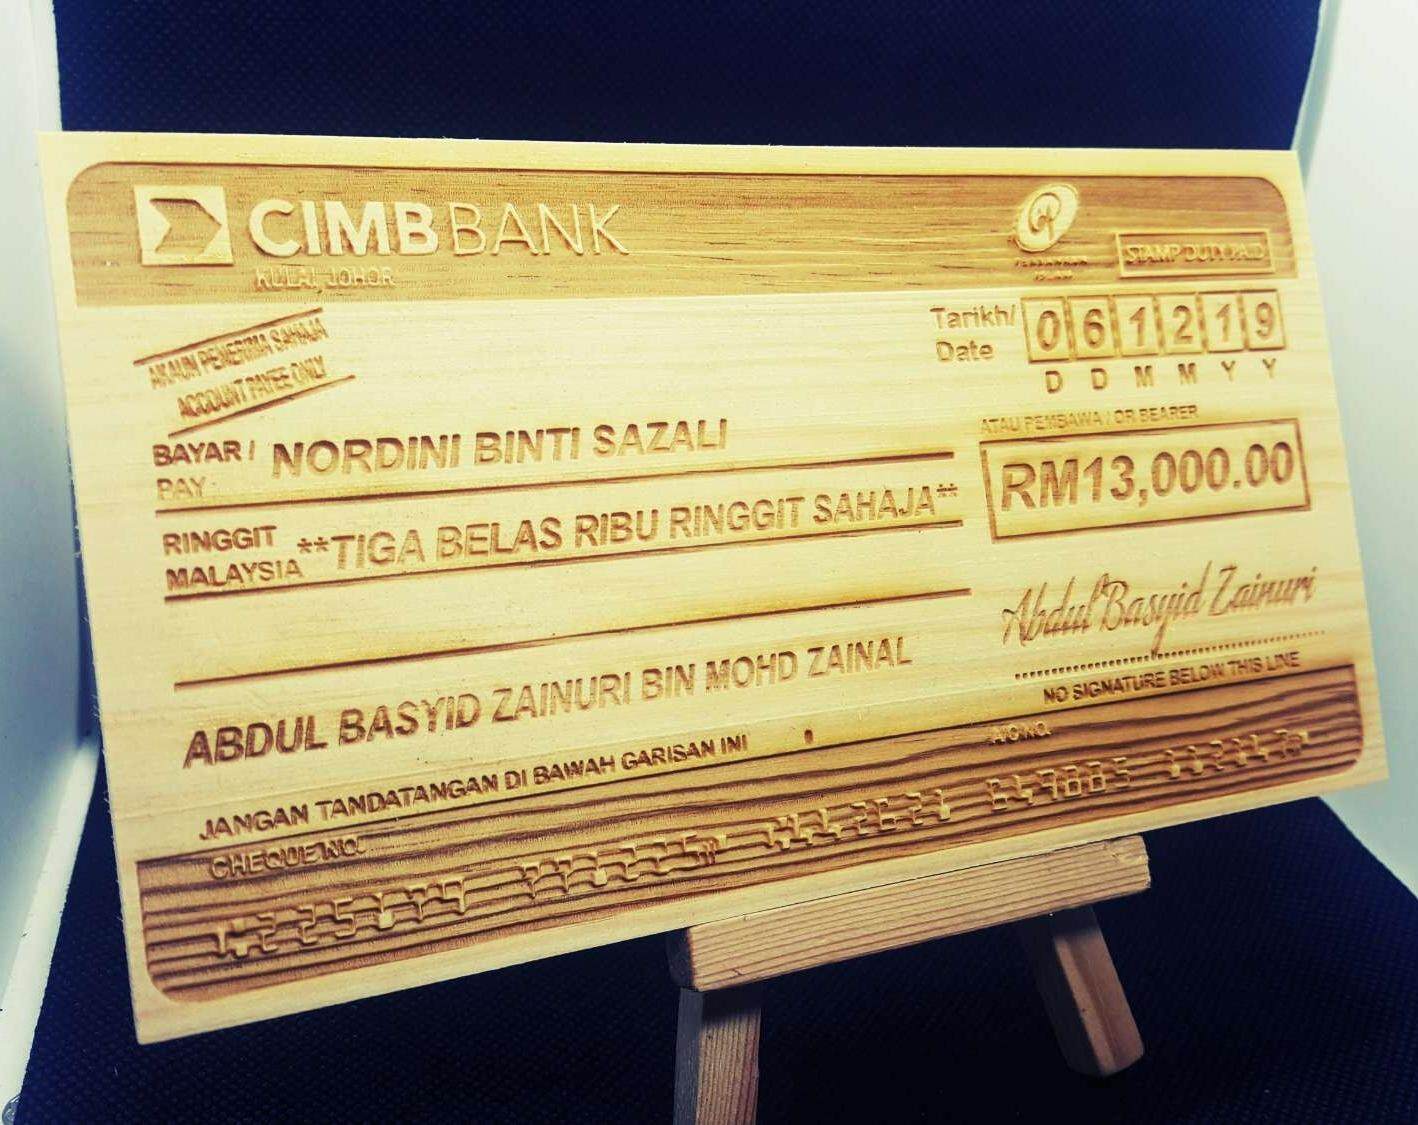 CIMB BANK
KULAI, JOHOR
STAMP DUTY PAID
AKAUN PENERIMA SAHAJA
ACCOUNT PAYEE ONLY
Tarikh/
Date
0 6 1 2 1 9
D D M M Y Y
ATAU PEMBAWA / OR BEARER
BAYAR /
PAY
NORDINI BINTI SAZALI
RM13,000.00
RINGGIT
MALAYSIA
**TIGA BELAS RIBU RINGGIT SAHAJA**
Abdul Basyid Zainuri
ABDUL BASYID ZAINURI BIN MOHD ZAINAL
NO SIGNATURE BELOW THIS LINE
JANGAN TANDATANGAN DI BAWAH GARISAN INI
CHEQUE NO.
A/C NO.